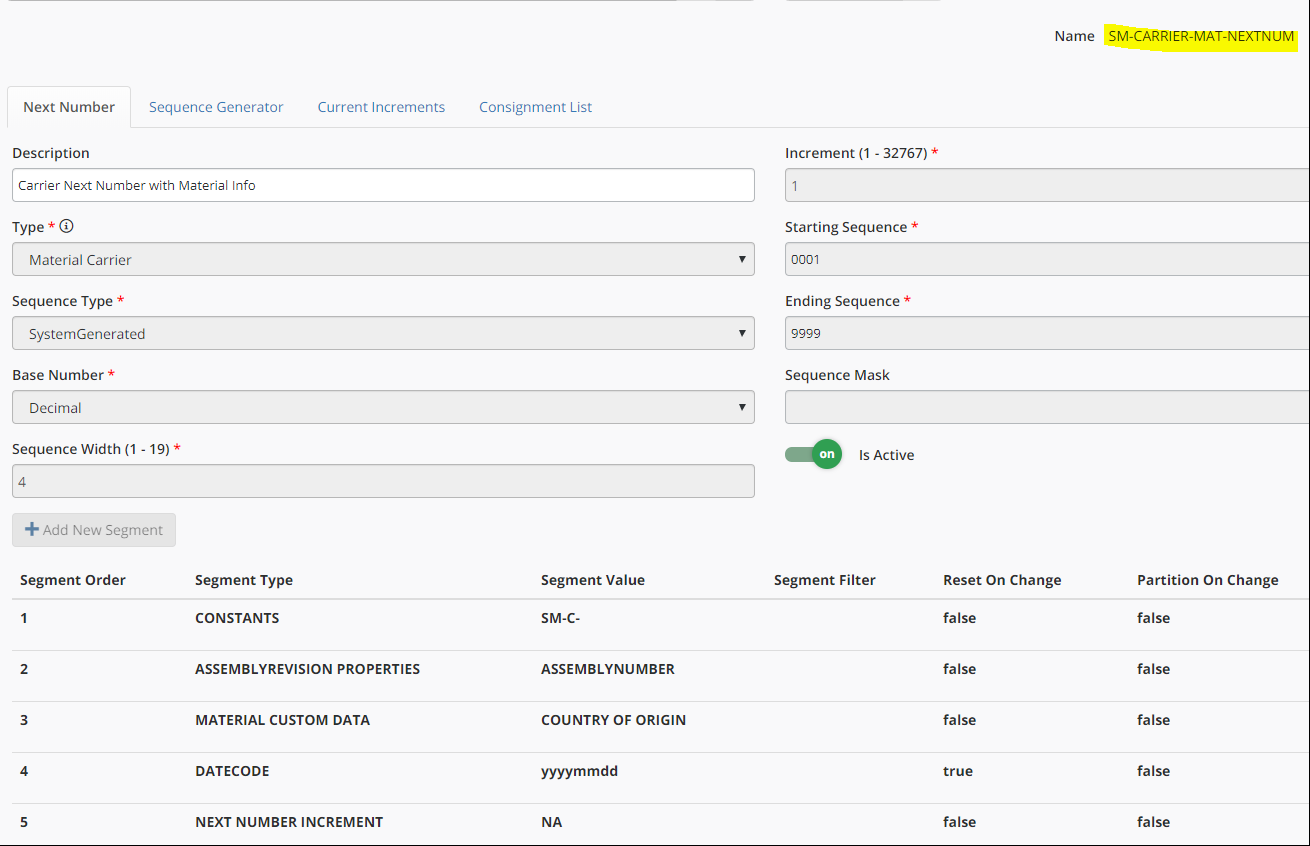 Name SM-CARRIER-MAT-NEXTNUM
Next Number Sequence Generator Current Increments Consignment List
Description
Carrier Next Number with Material Info
Increment (1 - 32767) *
1
Type *
Material Carrier
Starting Sequence *
0001
Sequence Type *
SystemGenerated
Ending Sequence *
9999
Base Number *
Decimal
Sequence Mask
Sequence Width (1 - 19) *
4
on Is Active
Add New Segment
Segment Order Segment Type Segment Value Segment Filter Reset On Change Partition On Change
1 CONSTANTS SM-C- false false
2 ASSEMBLYREVISION PROPERTIES ASSEMBLYNUMBER false false
3 MATERIAL CUSTOM DATA COUNTRY OF ORIGIN false false
4 DATECODE yyyymmdd true false
5 NEXT NUMBER INCREMENT NA false false